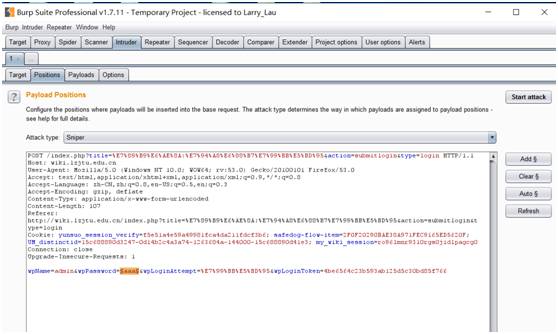 Burp Suite Professional v1.7.11 - Temporary Project - licensed to Larry_Lau
Burp Intruder Repeater Window Help
Target Proxy Spider Scanner Intruder Repeater Sequencer Decoder Comparer Extender Project options User options Alerts
1 × ...
Target Positions Payloads Options
? Payload Positions
Start attack
Configure the positions where payloads will be inserted into the base request. The attack type determines the way in which payloads are assigned to payload positions -
see help for full details.
Attack type: Sniper
POST /index.php?title=%E7%89%B9%E6%AE%8A:%E7%94%A8%E6%88%B7%E7%99%BB%E5%BD%95&action=submitlogin&type=login HTTP/1.1
Host: wiki.lzjtu.edu.cn
User-Agent: Mozilla/5.0 (Windows NT 10.0; WOW64; rv:53.0) Gecko/20100101 Firefox/53.0
Accept: text/html,application/xhtml+xml,application/xml;q=0.9,*/*;q=0.8
Accept-Language: zh-CN,zh;q=0.8,en-US;q=0.5,en;q=0.3
Accept-Encoding: gzip, deflate
Content-Type: application/x-www-form-urlencoded
Content-Length: 107
Referer:
http://wiki.lzjtu.edu.cn/index.php?title=%E7%89%B9%E6%AE%8A:%E7%94%A8%E6%88%B7%E7%99%BB%E5%BD%95&action=submitlogin&t
ype=login
Cookie: yunsuo_session_verify= safedog-flow-item=
UM_distinctid= my_wiki_session=
Connection: close
Upgrade-Insecure-Requests: 1
wpName=admin&wpPassword=§aaa§&wpLoginAttempt=%E7%99%BB%E5%BD%95&wpLoginToken=
Add §
Clear §
Auto §
Refresh